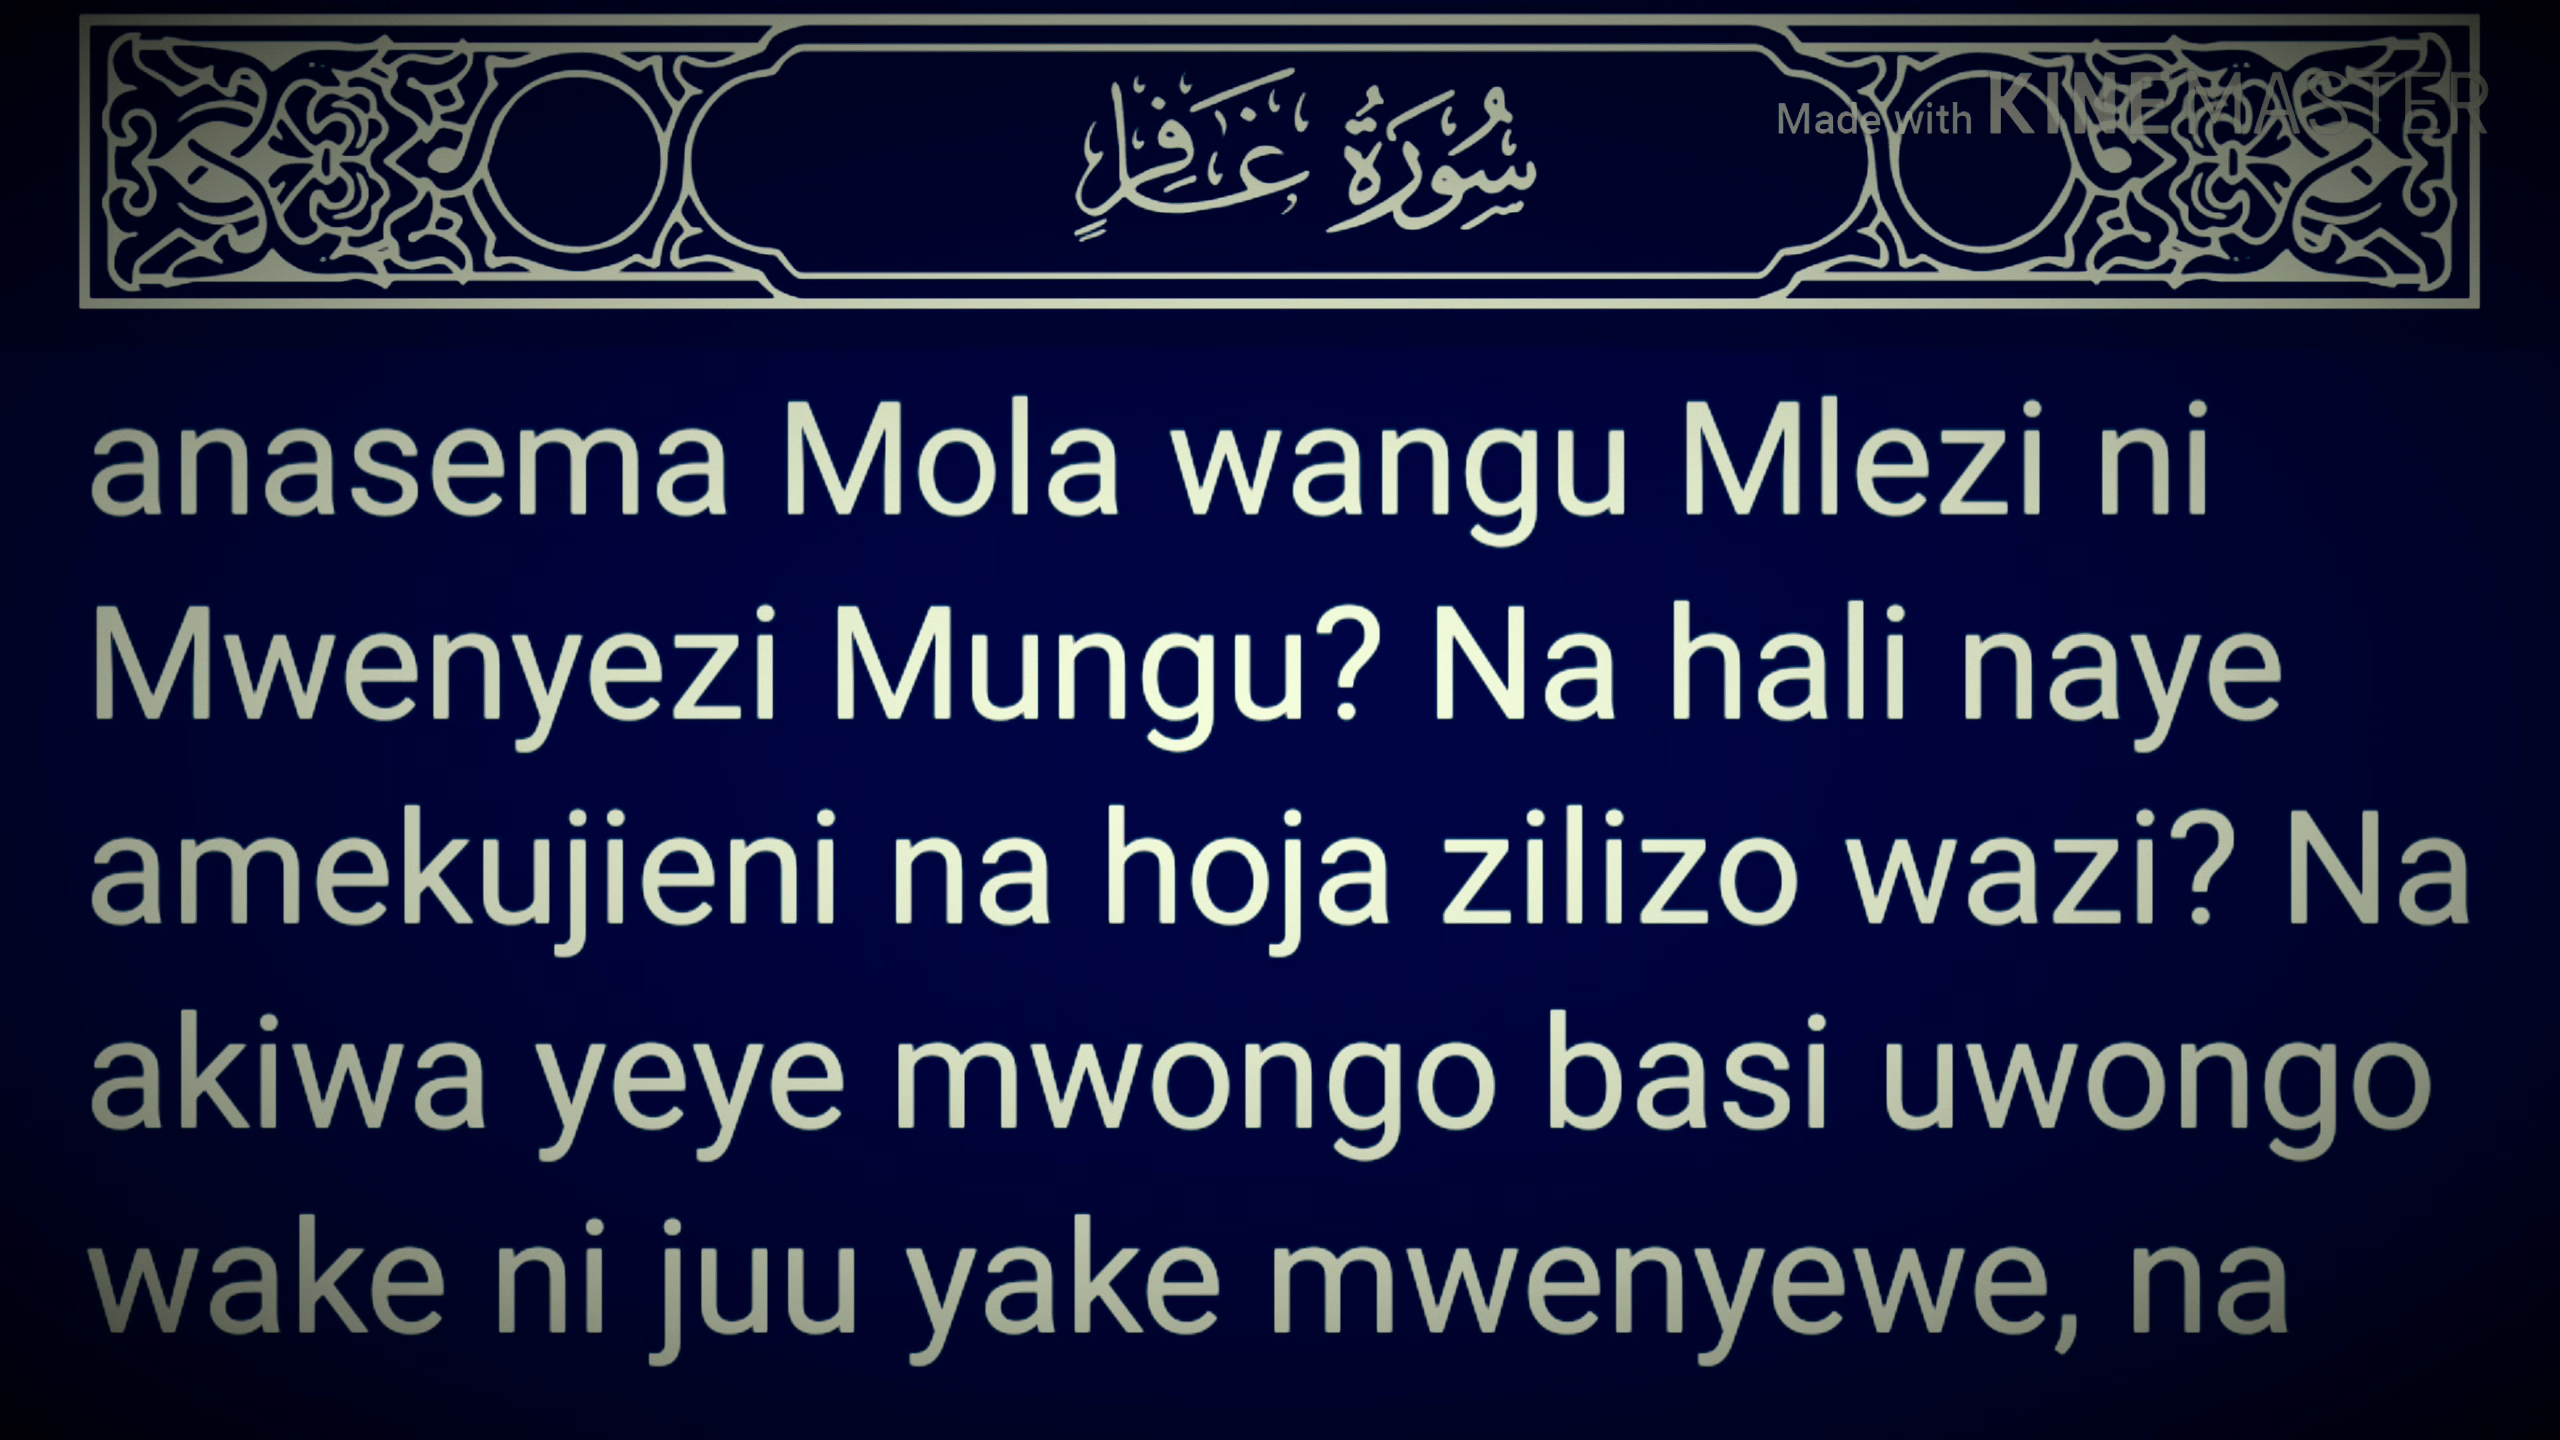 سُورَةُ غَافِرٍ
Made with KINEMASTER
anasema Mola wangu Mlezi ni
Mwenyezi Mungu? Na hali naye
amekujieni na hoja zilizo wazi? Na
akiwa yeye mwongo basi uwongo
wake ni juu yake mwenyewe, na